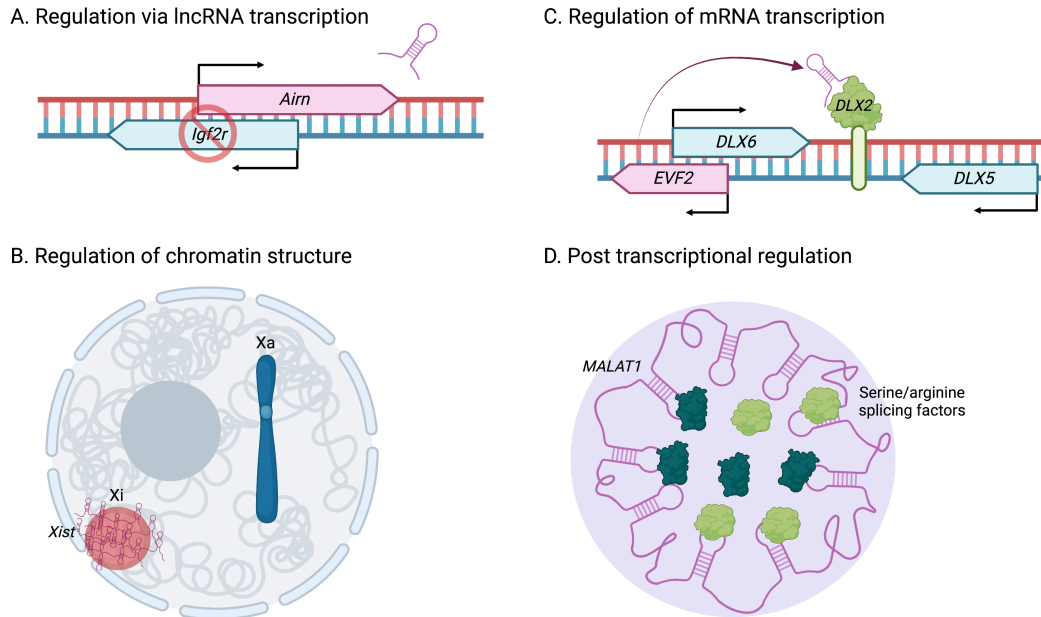 A. Regulation via lncRNA transcription
Airn
Igf2r
B. Regulation of chromatin structure
Xa
Xi
Xist
C. Regulation of mRNA transcription
DLX2
DLX6
EVF2
DLX5
D. Post transcriptional regulation
MALAT1
Serine/arginine
splicing factors